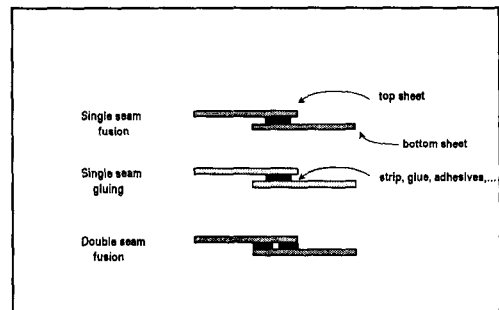 top sheet
Single seam
fusion
bottom sheet
Single seam
gluing
strip, glue, adhesives,...
Double seam
fusion